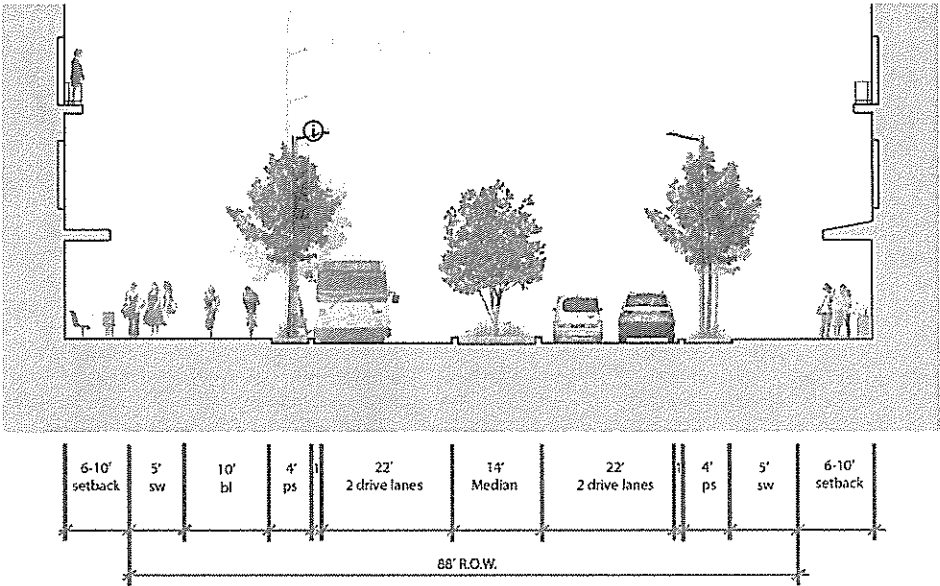 i
6-10'
setback
5'
sw
10'
bl
4'
ps
1'
22'
2 drive lanes
14'
Median
22'
2 drive lanes
1'
4'
ps
5'
sw
6-10'
setback
88' R.O.W.